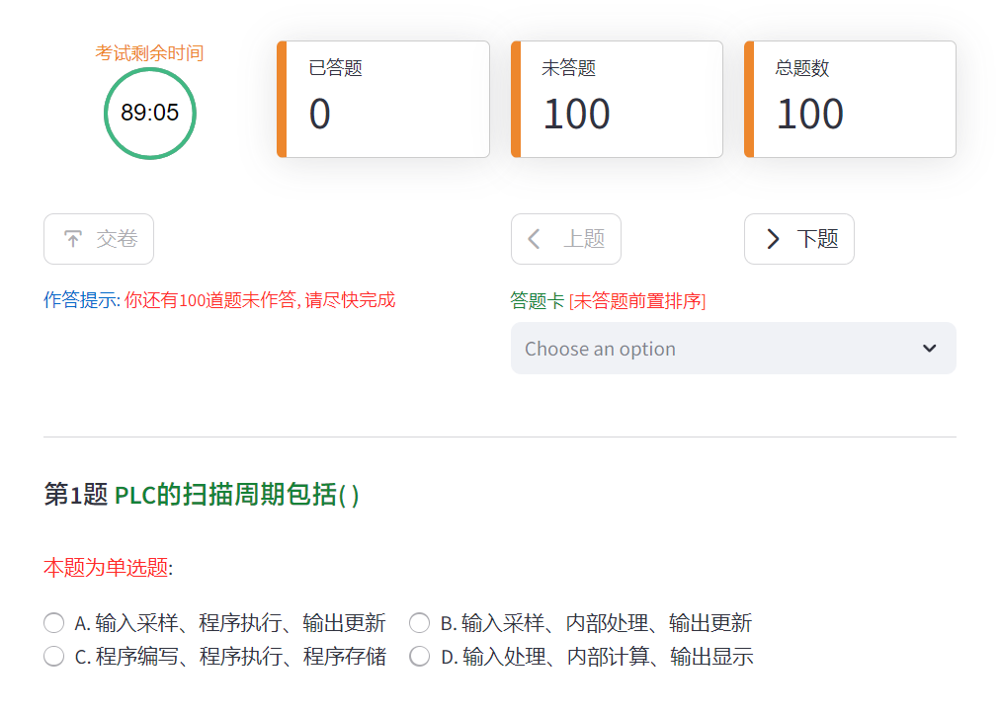 考试剩余时间
89:05
已答题
0
未答题
100
总题数
100
交卷
上题
下题
作答提示: 你还有100道题未作答, 请尽快完成
答题卡 [未答题前置排序]
Choose an option
第1题 PLC的扫描周期包括( )
本题为单选题:
A. 输入采样、程序执行、输出更新
B. 输入采样、内部处理、输出更新
C. 程序编写、程序执行、程序存储
D. 输入处理、内部计算、输出显示